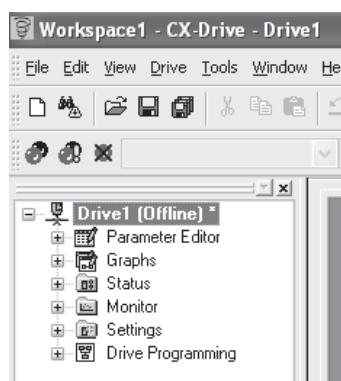 Workspace1 - CX-Drive - Drive1
File Edit View Drive Tools Window He
Drive1 (Offline) *
Parameter Editor
Graphs
Status
Monitor
Settings
Drive Programming